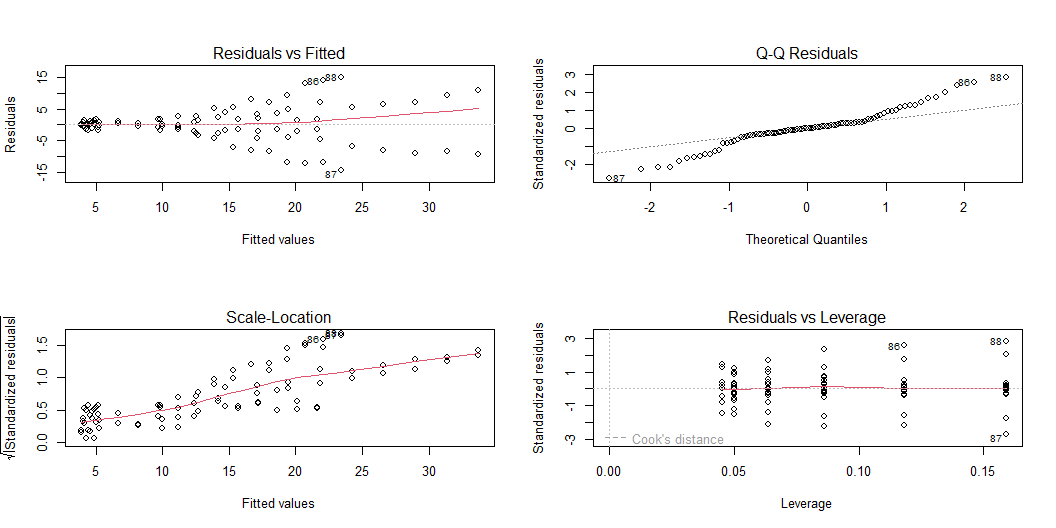 Residuals vs Fitted
Residuals
15
5
-5
-15
86
88
87
5 10 15 20 25 30
Fitted values
Q-Q Residuals
Standardized residuals
3
2
0
-2
86
88
87
-2 -1 0 1 2
Theoretical Quantiles
Scale-Location
√|Standardized residuals|
1.5
1.0
0.5
0.0
86
88
5 10 15 20 25 30
Fitted values
Residuals vs Leverage
Standardized residuals
3
1
-1
-3
86
88
87
Cook's distance
0.00 0.05 0.10 0.15
Leverage